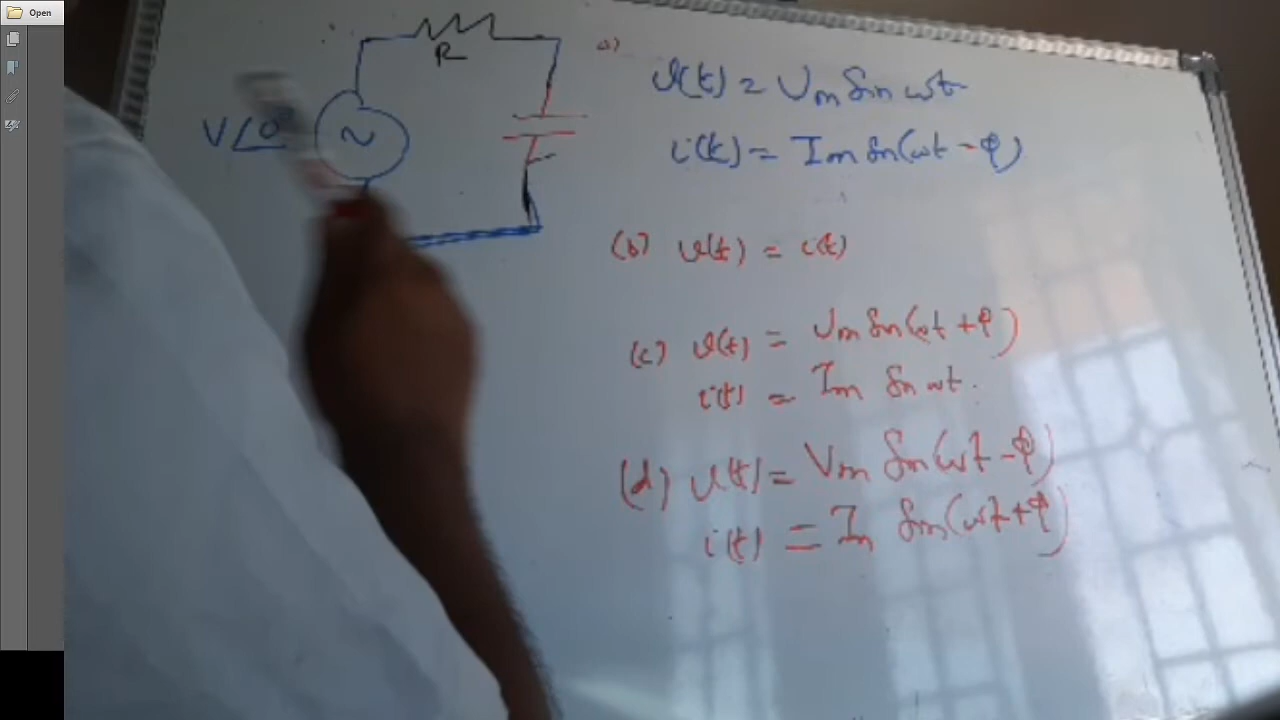 Open
R
V∠0°
a)
v(t) = Vm Sin ωt
i(t) = Im Sin(ωt - φ)
(b) v(t) = i(t)
(c) v(t) = Vm Sin(ωt + φ)
i(t) = Im Sin ωt.
(d) v(t) = Vm Sin(ωt - φ)
i(t) = Im Sin(ωt + φ)